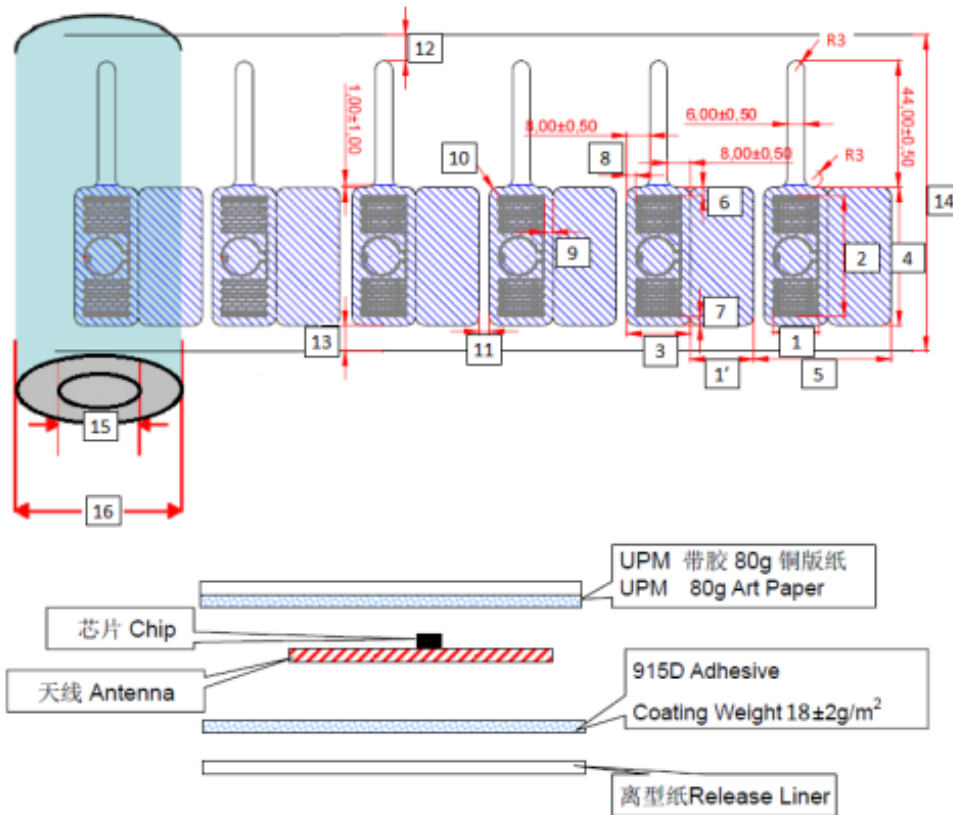 12
R3
1,00±1,00
8,00±0,50
6,00±0,50
44,00±0,50
8
10
8,00±0,50
R3
6
14
9
2
4
7
13
11
3
1
1'
5
15
16
UPM 带胶 80g 铜版纸
UPM 80g Art Paper
芯片 Chip
天线 Antenna
915D Adhesive
Coating Weight 18±2g/m²
离型纸Release Liner